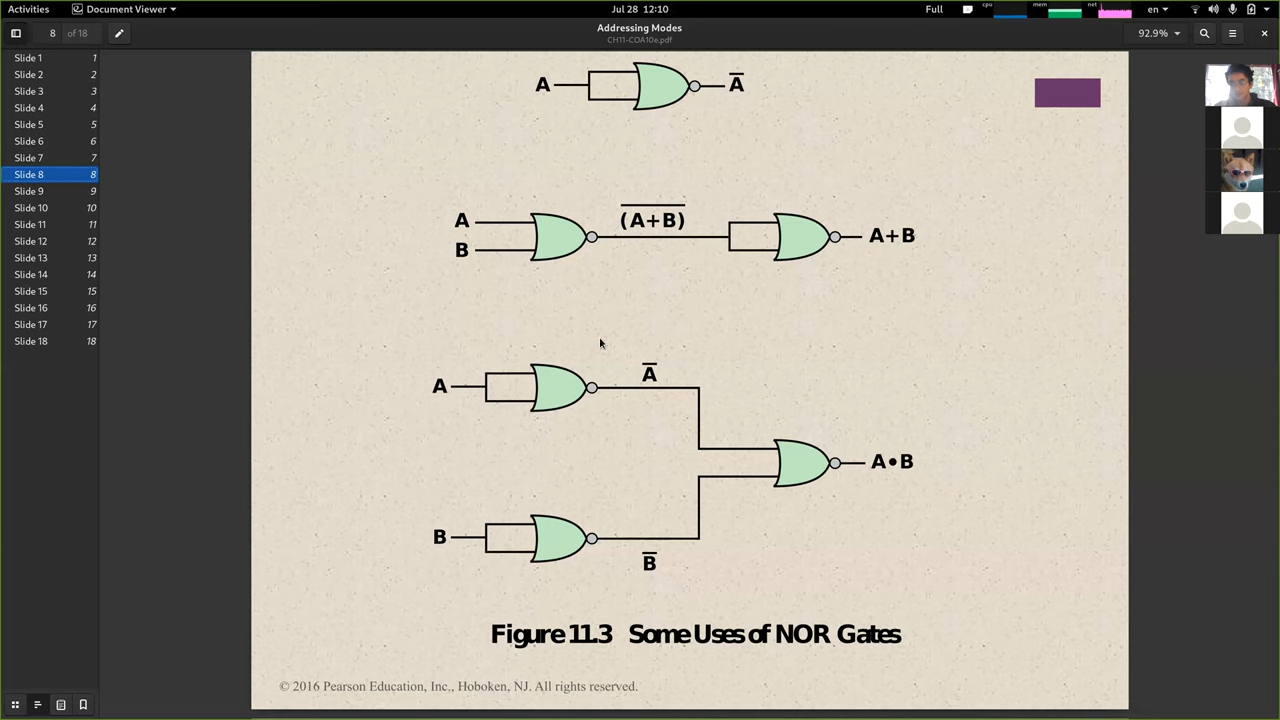 Activities Document Viewer Jul 28 12:10 Full cpu mem net en
8 of 18 Addressing Modes 92.9%
CH11-COA10e.pdf
Slide 1 1
Slide 2 2
Slide 3 3
Slide 4 4
Slide 5 5
Slide 6 6
Slide 7 7
Slide 8 8
Slide 9 9
Slide 10 10
Slide 11 11
Slide 12 12
Slide 13 13
Slide 14 14
Slide 15 15
Slide 16 16
Slide 17 17
Slide 18 18
A A̅
A (A+B)̅ A+B
B
A A̅
A•B
B B̅
Figure 11.3 Some Uses of NOR Gates
© 2016 Pearson Education, Inc., Hoboken, NJ. All rights reserved.